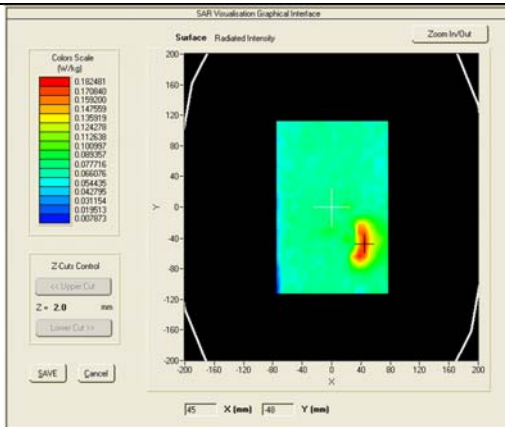 SAR Visualisation Graphical Interface
Surface Radiated Intensity
Zoom In/Out
Colors Scale
(W/kg)
0.182481
0.170840
0.159200
0.147559
0.135919
0.124278
0.112638
0.100997
0.089357
0.077716
0.066076
0.054435
0.042795
0.031154
0.019513
0.007873
200
160
120
80
40
0
-40
-80
-120
-160
-200
Y
-200 -160 -120 -80 -40 0 40 80 120 160 200
X
Z-Cuts Control
<< Upper Cut
Z = 2.0 mm
Lower Cut >>
SAVE Cancel
45 X (mm) -48 Y (mm)